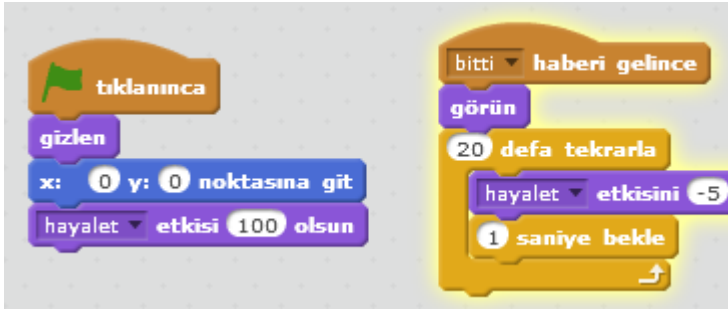 tıklanınca
gizlen
x: 0 y: 0 noktasına git
hayalet etkisi 100 olsun
bitti haberi gelince
görün
20 defa tekrarla
hayalet etkisini -5
1 saniye bekle